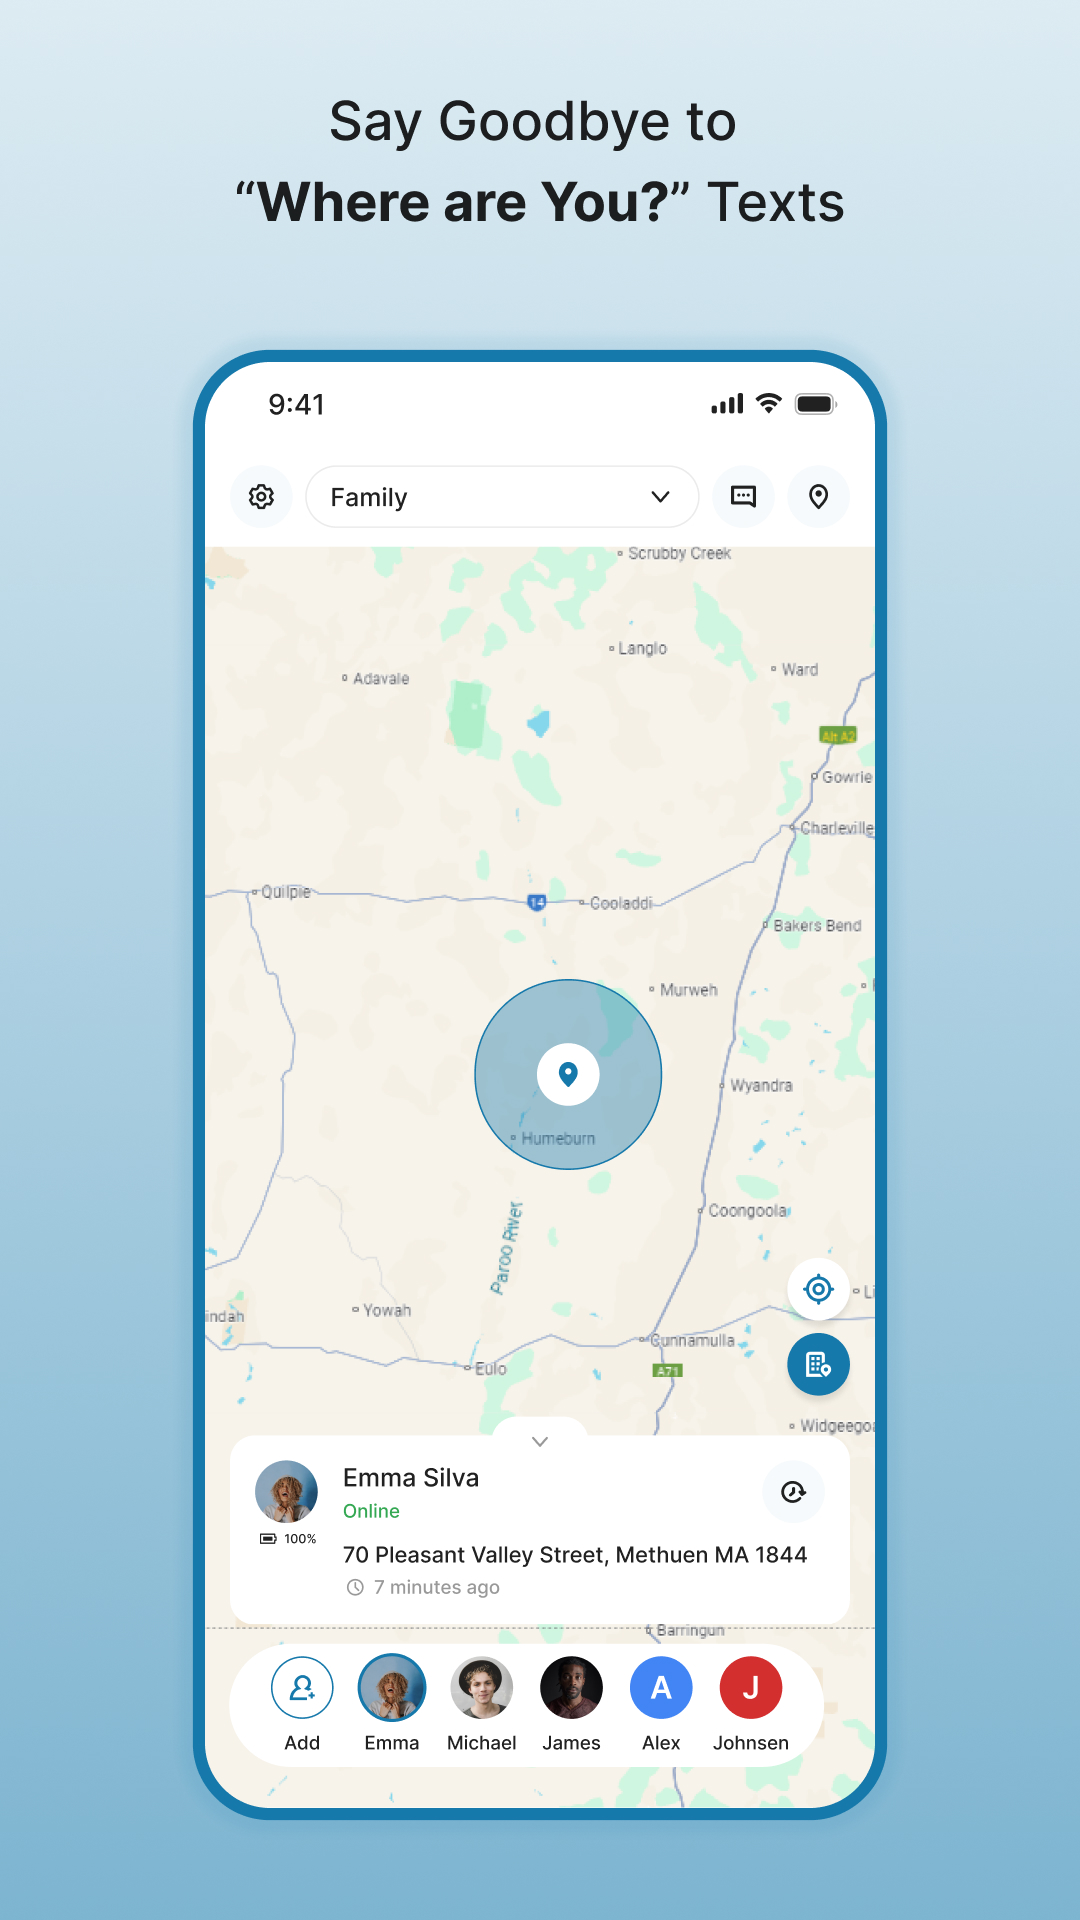 Say Goodbye to
“Where are You?” Texts
9:41
Family
Scrubby Creek
Langlo
Ward
Adavale
Alt A2
Gowrie
Charleville
Quilpie
14
Cooladdi
Bakers Bend
Murweh
Wyandra
Humeburn
Coongoola
Paroo River
Li
indah
Yowah
Cunnamulla
Eulo
A71
Widgeegoa
Emma Silva
Online
100%
70 Pleasant Valley Street, Methuen MA 1844
7 minutes ago
Barringun
A
J
Add
Emma
Michael
James
Alex
Johnsen